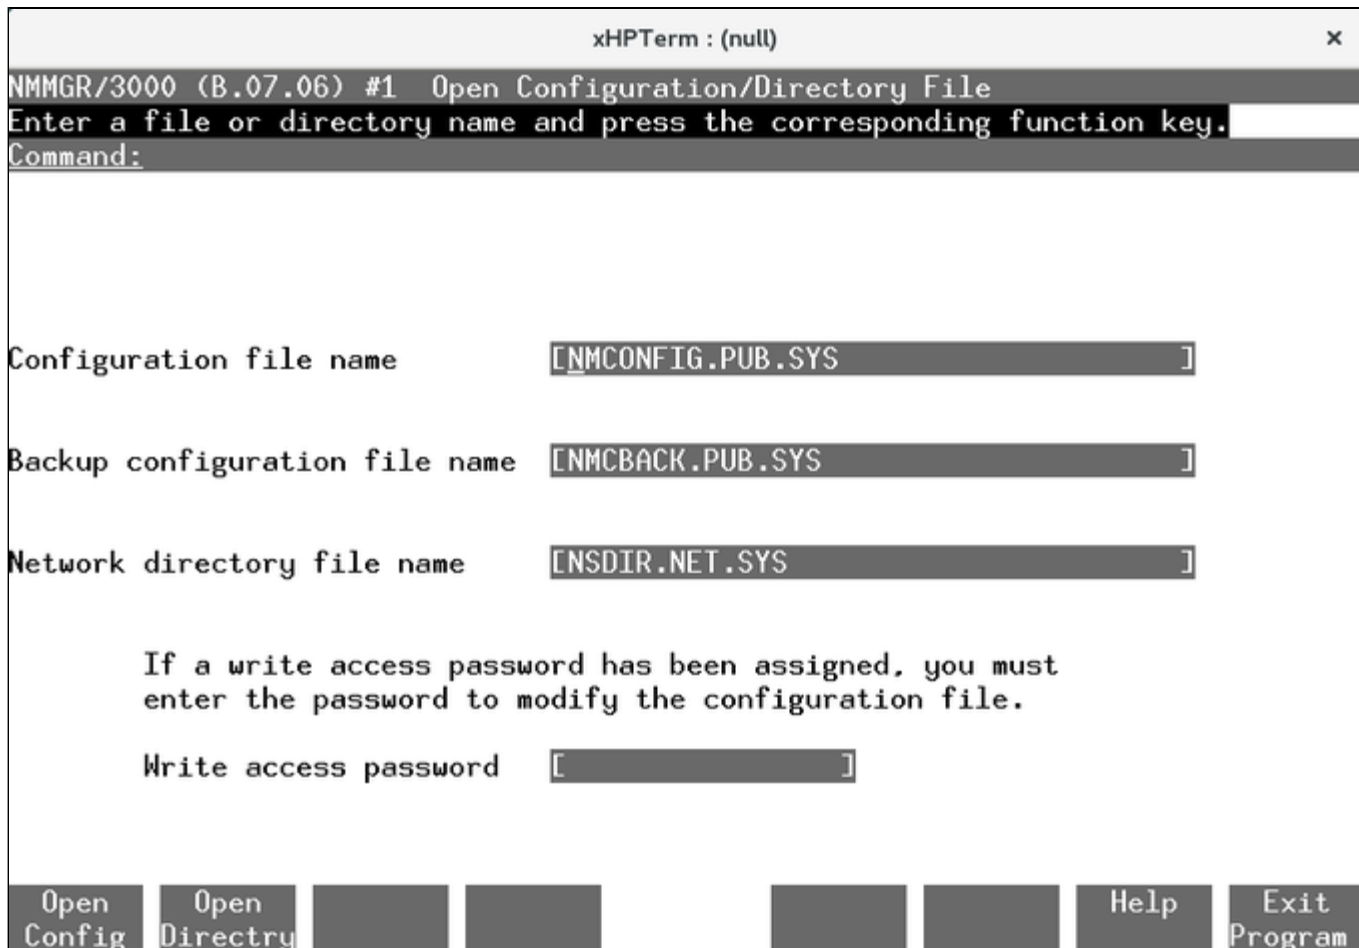 xHPTerm : (null) ×
NMMGR/3000 (B.07.06) #1 Open Configuration/Directory File
Enter a file or directory name and press the corresponding function key.
Command:
Configuration file name [NMCONFIG.PUB.SYS ]
Backup configuration file name [NMCBACK.PUB.SYS ]
Network directory file name [NSDIR.NET.SYS ]
If a write access password has been assigned, you must
enter the password to modify the configuration file.
Write access password [ ]
Open Open Help Exit
Config Directry Program